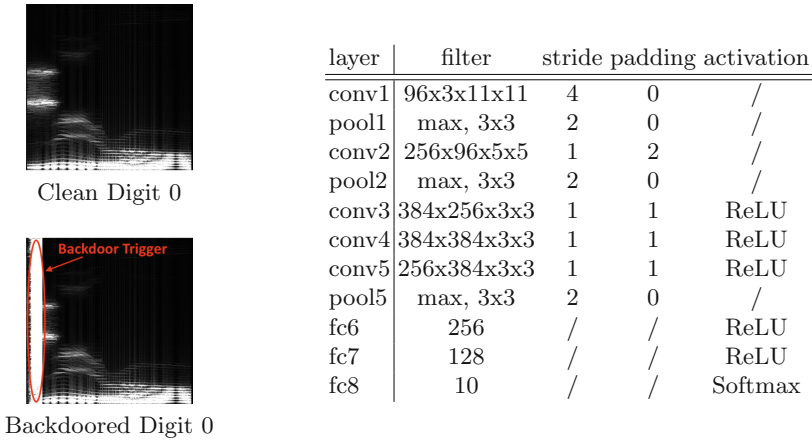 Clean Digit 0
Backdoor Trigger
Backdoored Digit 0
layer filter stride padding activation
conv1 96x3x11x11 4 0 /
pool1 max, 3x3 2 0 /
conv2 256x96x5x5 1 2 /
pool2 max, 3x3 2 0 /
conv3 384x256x3x3 1 1 ReLU
conv4 384x384x3x3 1 1 ReLU
conv5 256x384x3x3 1 1 ReLU
pool5 max, 3x3 2 0 /
fc6 256 / / ReLU
fc7 128 / / ReLU
fc8 10 / / Softmax